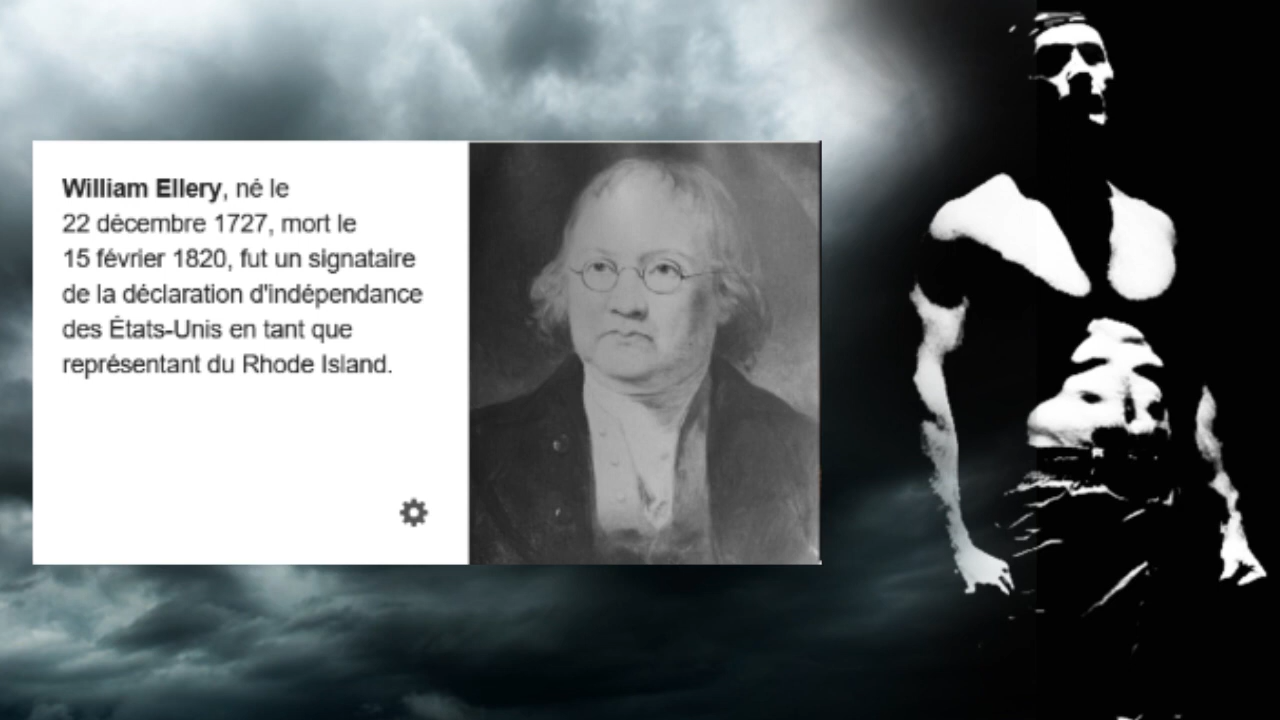 William Ellery, né le
22 décembre 1727, mort le
15 février 1820, fut un signataire
de la déclaration d'indépendance
des États-Unis en tant que
représentant du Rhode Island.